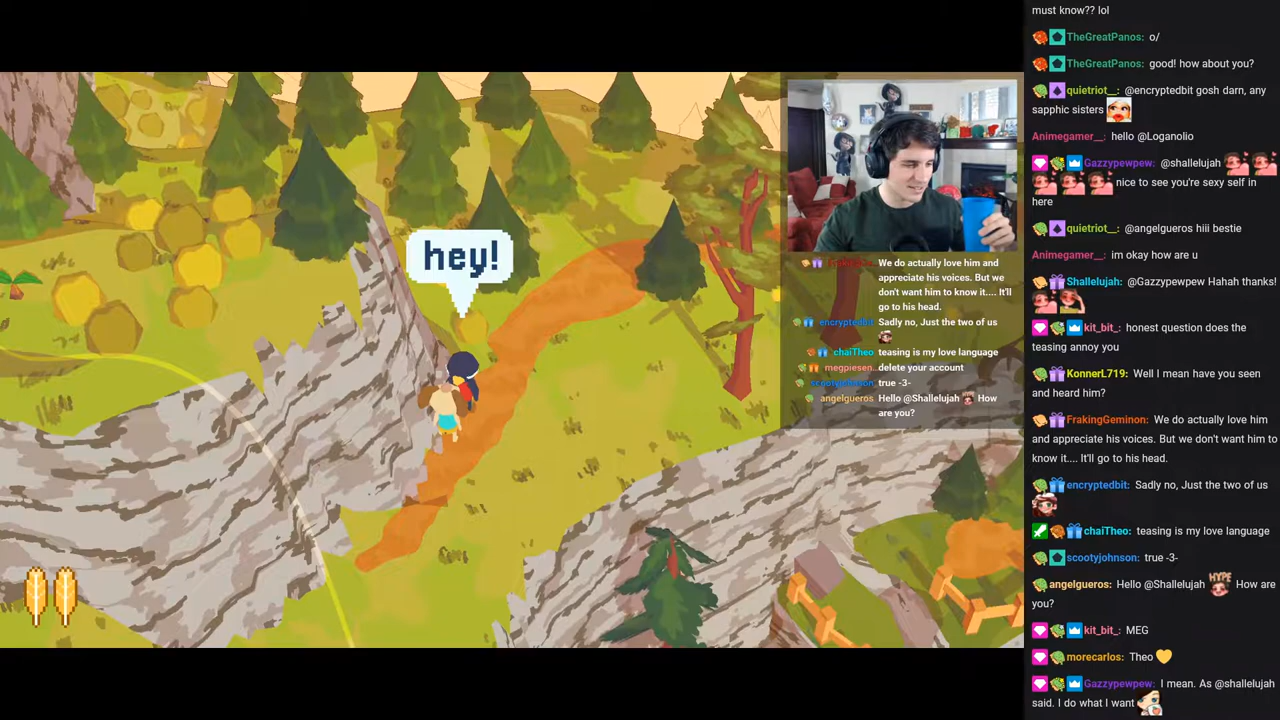 hey!
We do actually love him and
appreciate his voices. But we
don't want him to know it.... It'll
go to his head.
encryptedbit: Sadly no, Just the two of us
chaiTheo: teasing is my love language
megpiesen... delete your account
scootyjohnson: true -3-
angelgueros: Hello @Shallelujah How
are you?
must know?? lol
TheGreatPanos: o/
TheGreatPanos: good! how about you?
quietriot__: @encryptedbit gosh darn, any
sapphic sisters
Animegamer__: hello @Loganolio
Gazzypewpew: @shallelujah
nice to see you're sexy self in
here
quietriot__: @angelgueros hiii bestie
Animegamer__: im okay how are u
Shallelujah: @Gazzypewpew Hahah thanks!
kit_bit_: honest question does the
teasing annoy you
KonnerL719: Well I mean have you seen
and heard him?
FrakingGeminon: We do actually love him
and appreciate his voices. But we don't want him to
know it.... It'll go to his head.
encryptedbit: Sadly no, Just the two of us
chaiTheo: teasing is my love language
scootyjohnson: true -3-
angelgueros: Hello @Shallelujah HYPE How are
you?
kit_bit_: MEG
morecarlos: Theo
Gazzypewpew: I mean. As @shallelujah
said. I do what I want